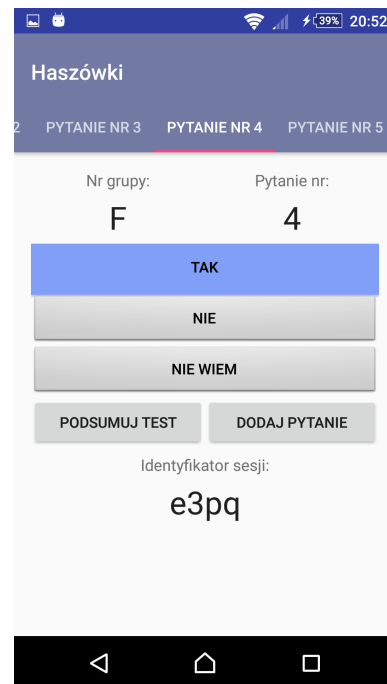 39% 20:52
Haszówki
2 PYTANIE NR 3 PYTANIE NR 4 PYTANIE NR 5
Nr grupy: Pytanie nr:
F 4
TAK
NIE
NIE WIEM
PODSUMUJ TEST DODAJ PYTANIE
Identyfikator sesji:
e3pq